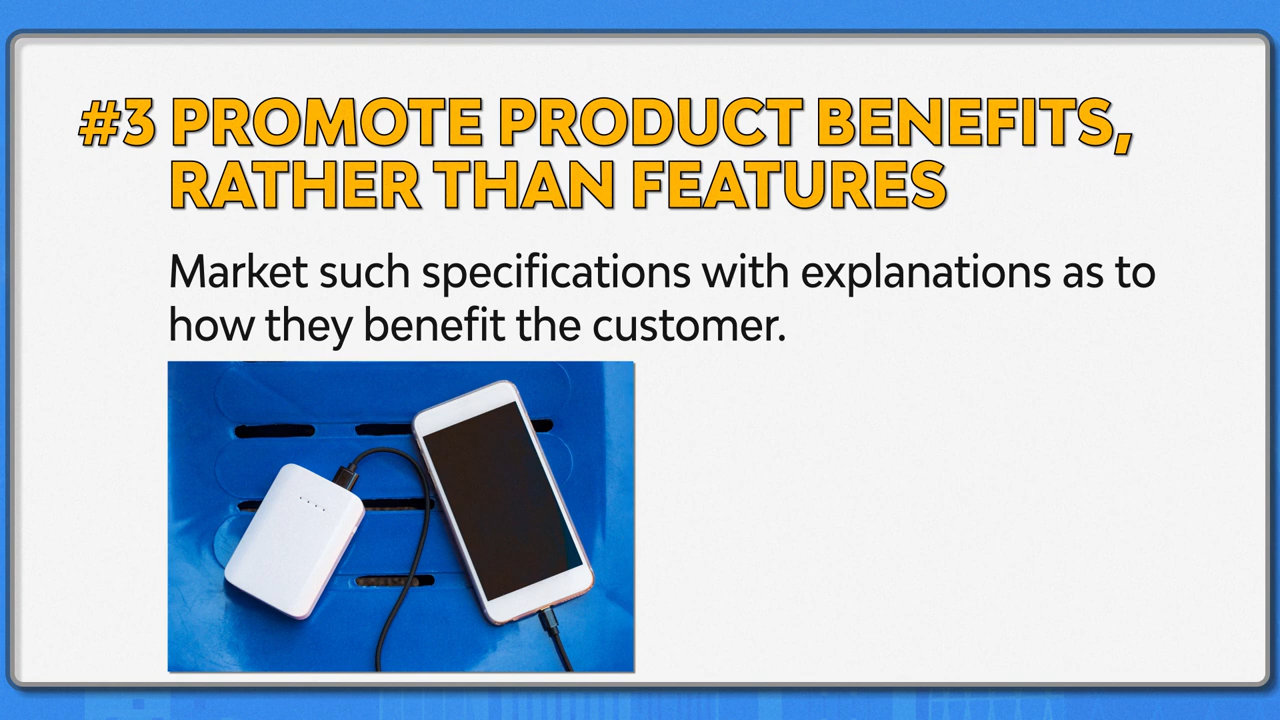 #3 PROMOTE PRODUCT BENEFITS,
RATHER THAN FEATURES
Market such specifications with explanations as to
how they benefit the customer.